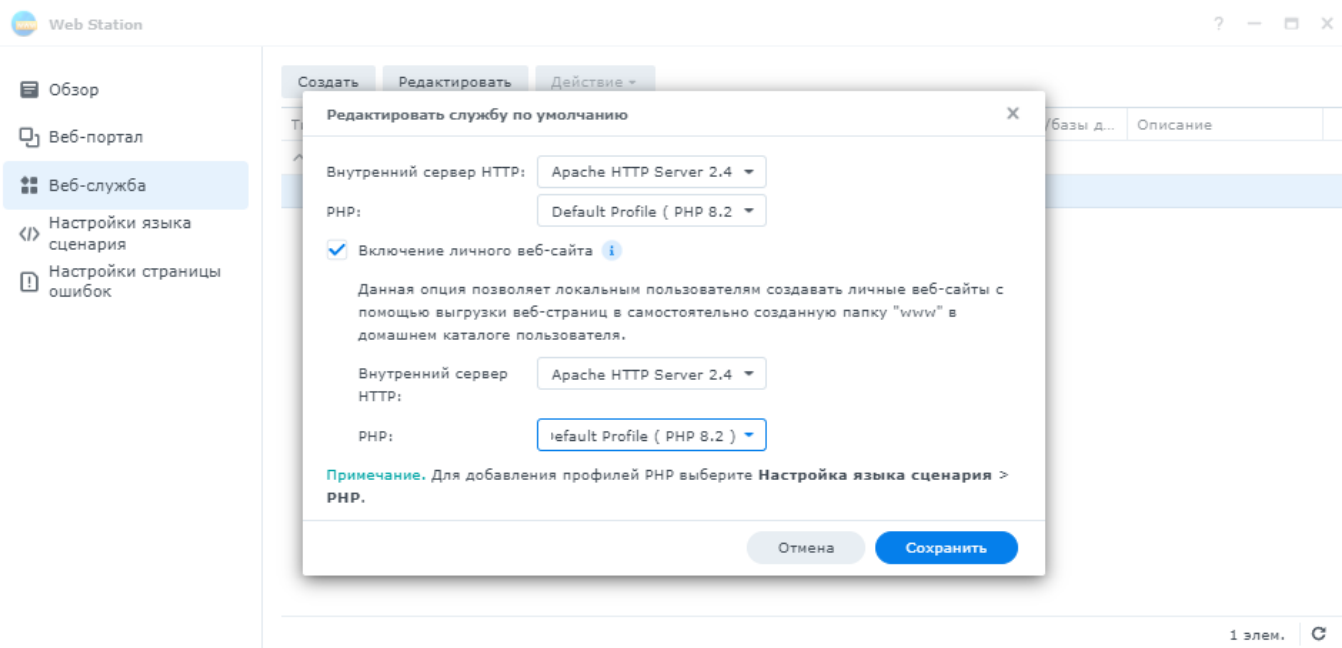 Web Station
?
Обзор
Веб-портал
Веб-служба
Настройки языка
сценария
Настройки страницы
ошибок
Создать
Редактировать
Действие
/базы д...
Описание
Редактировать службу по умолчанию
Внутренний сервер HTTP:
Apache HTTP Server 2.4
PHP:
Default Profile ( PHP 8.2
Включение личного веб-сайта
Данная опция позволяет локальным пользователям создавать личные веб-сайты с
помощью выгрузки веб-страниц в самостоятельно созданную папку "www" в
домашнем каталоге пользователя.
Внутренний сервер
HTTP:
Apache HTTP Server 2.4
PHP:
efault Profile ( PHP 8.2 )
Примечание. Для добавления профилей PHP выберите Настройка языка сценария >
PHP.
Отмена
Сохранить
1 элем.